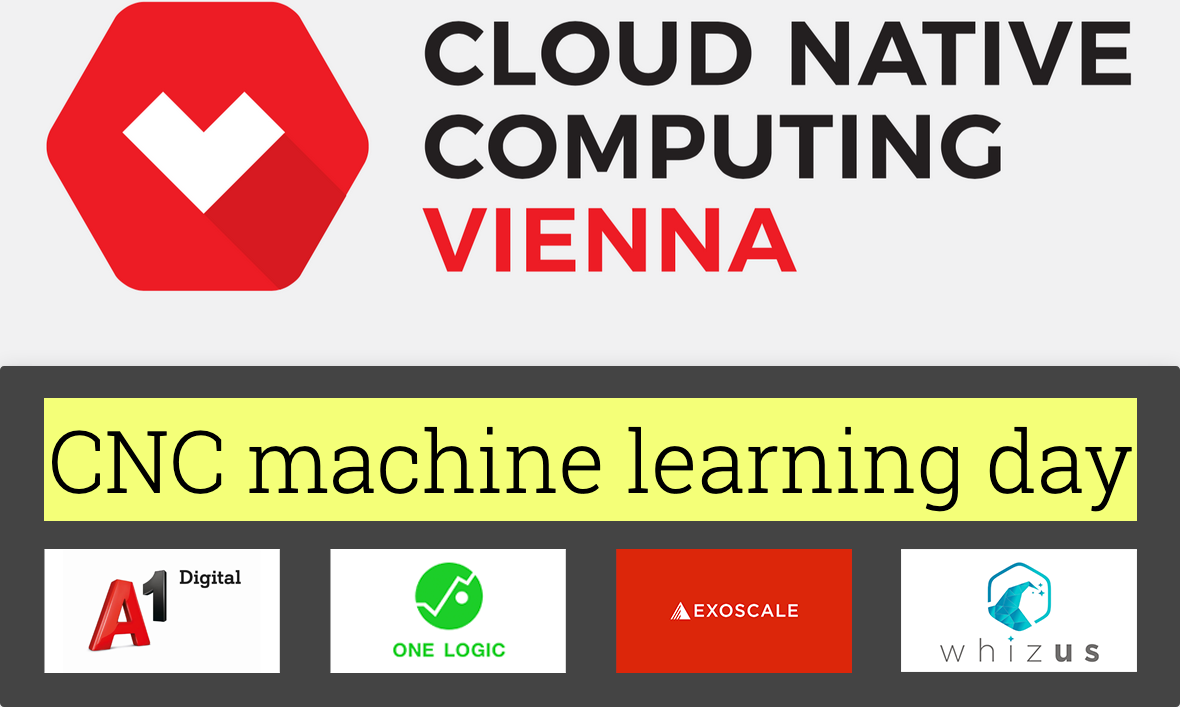 CLOUD NATIVE
COMPUTING
VIENNA
CNC machine learning day
A1 Digital
ONE LOGIC
EXOSCALE
whizus